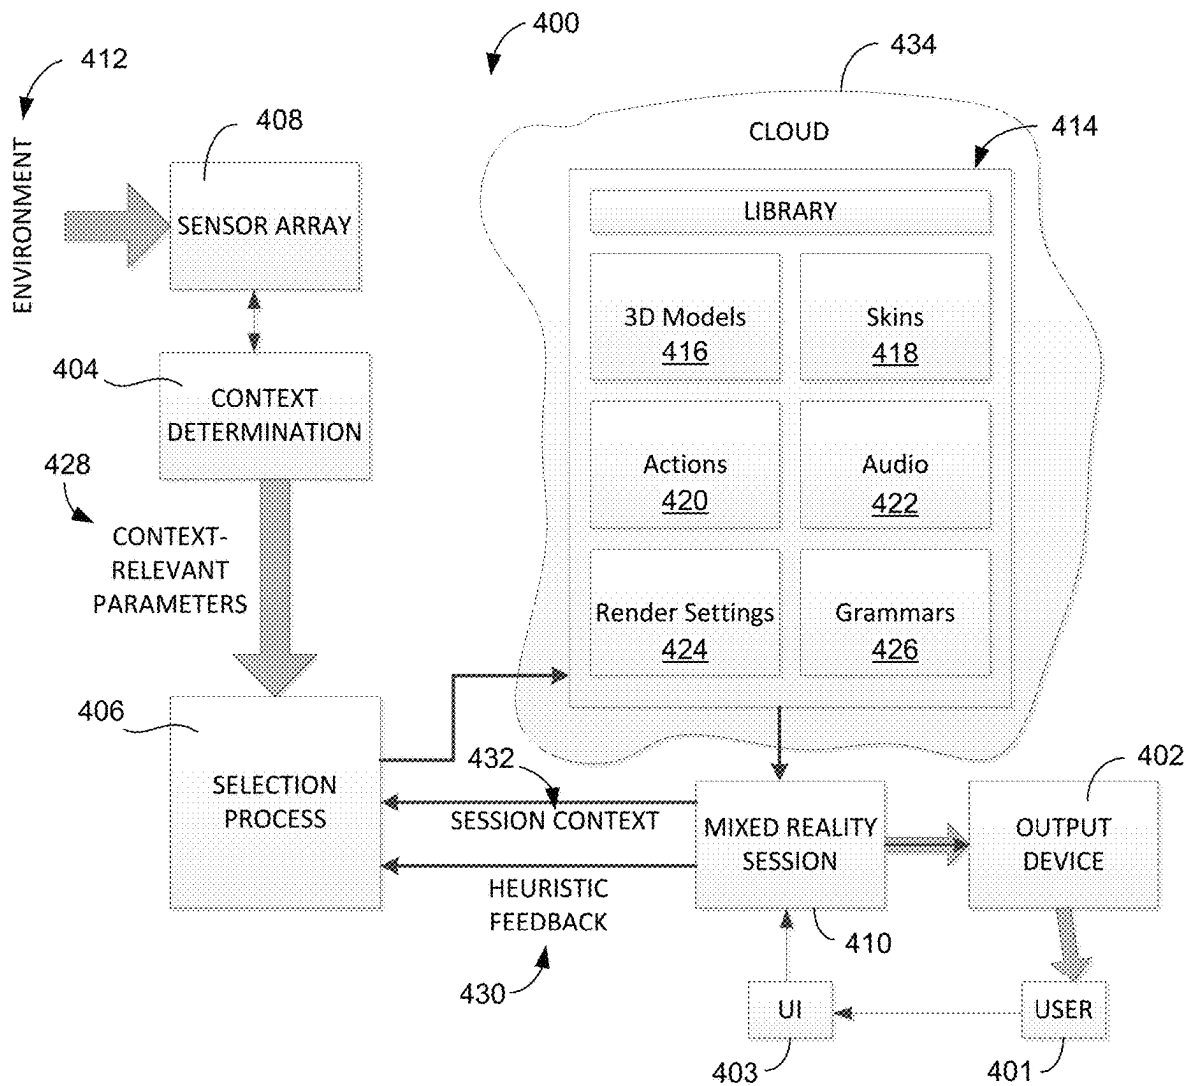 400
434
412
408
CLOUD
414
ENVIRONMENT
SENSOR ARRAY
LIBRARY
3D Models
416
Skins
418
404
CONTEXT
DETERMINATION
Actions
420
Audio
422
428
CONTEXT-
RELEVANT
PARAMETERS
Render Settings
424
Grammars
426
406
SELECTION
PROCESS
432
SESSION CONTEXT
MIXED REALITY
SESSION
402
OUTPUT
DEVICE
HEURISTIC
FEEDBACK
430
410
UI
USER
403
401